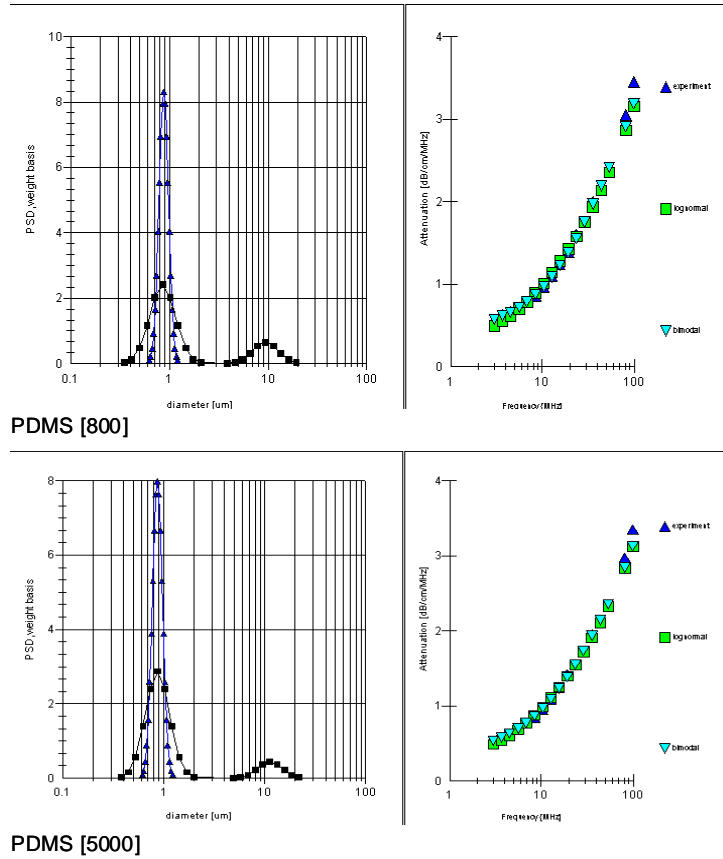 10
8
6
4
2
0
0.1 1 10 100
PSD,weight basis
diameter [um]
4
3
2
1
0
1 10 100
Attenuation [dB/cm/MHz]
Frequency [MHz]
experiment
lognormal
bimodal
PDMS [800]
8
6
4
2
0
0.1 1 10 100
PSD,weight basis
diameter [um]
4
3
2
1
0
1 10 100
Attenuation [dB/cm/MHz]
Frequency [MHz]
experiment
lognormal
bimodal
PDMS [5000]